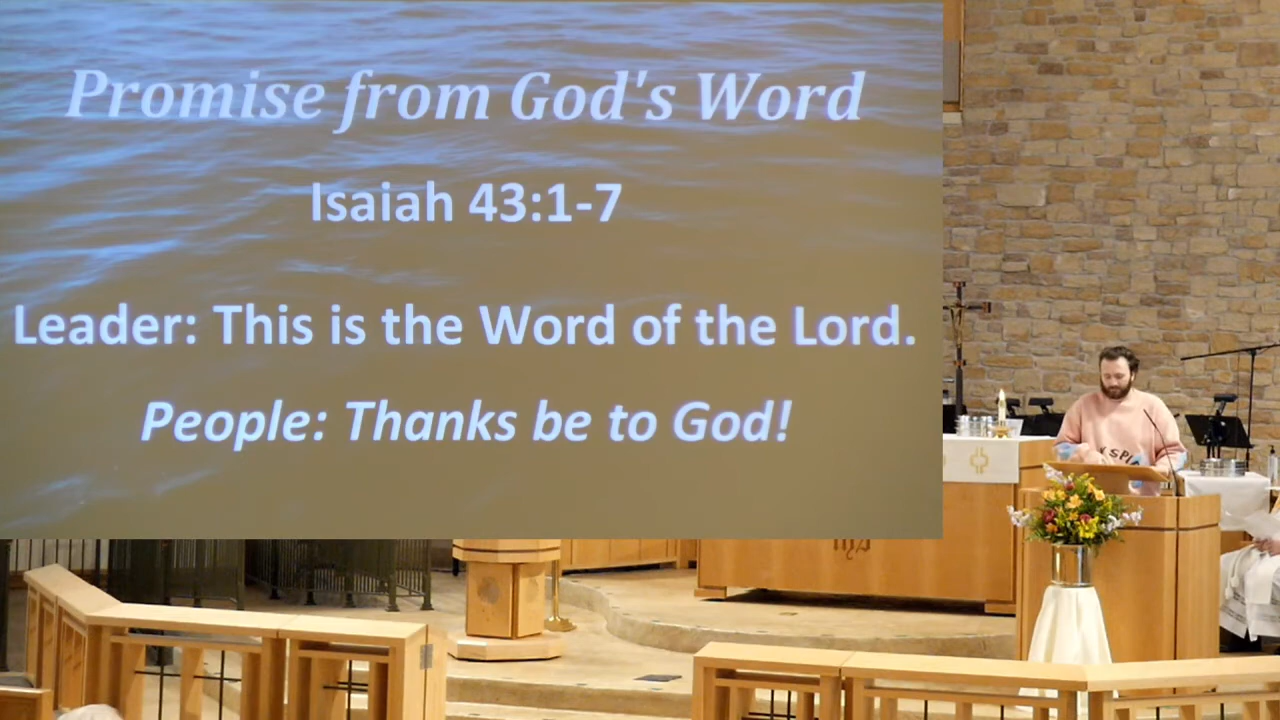 Promise from God's Word
Isaiah 43:1-7
Leader: This is the Word of the Lord.
People: Thanks be to God!